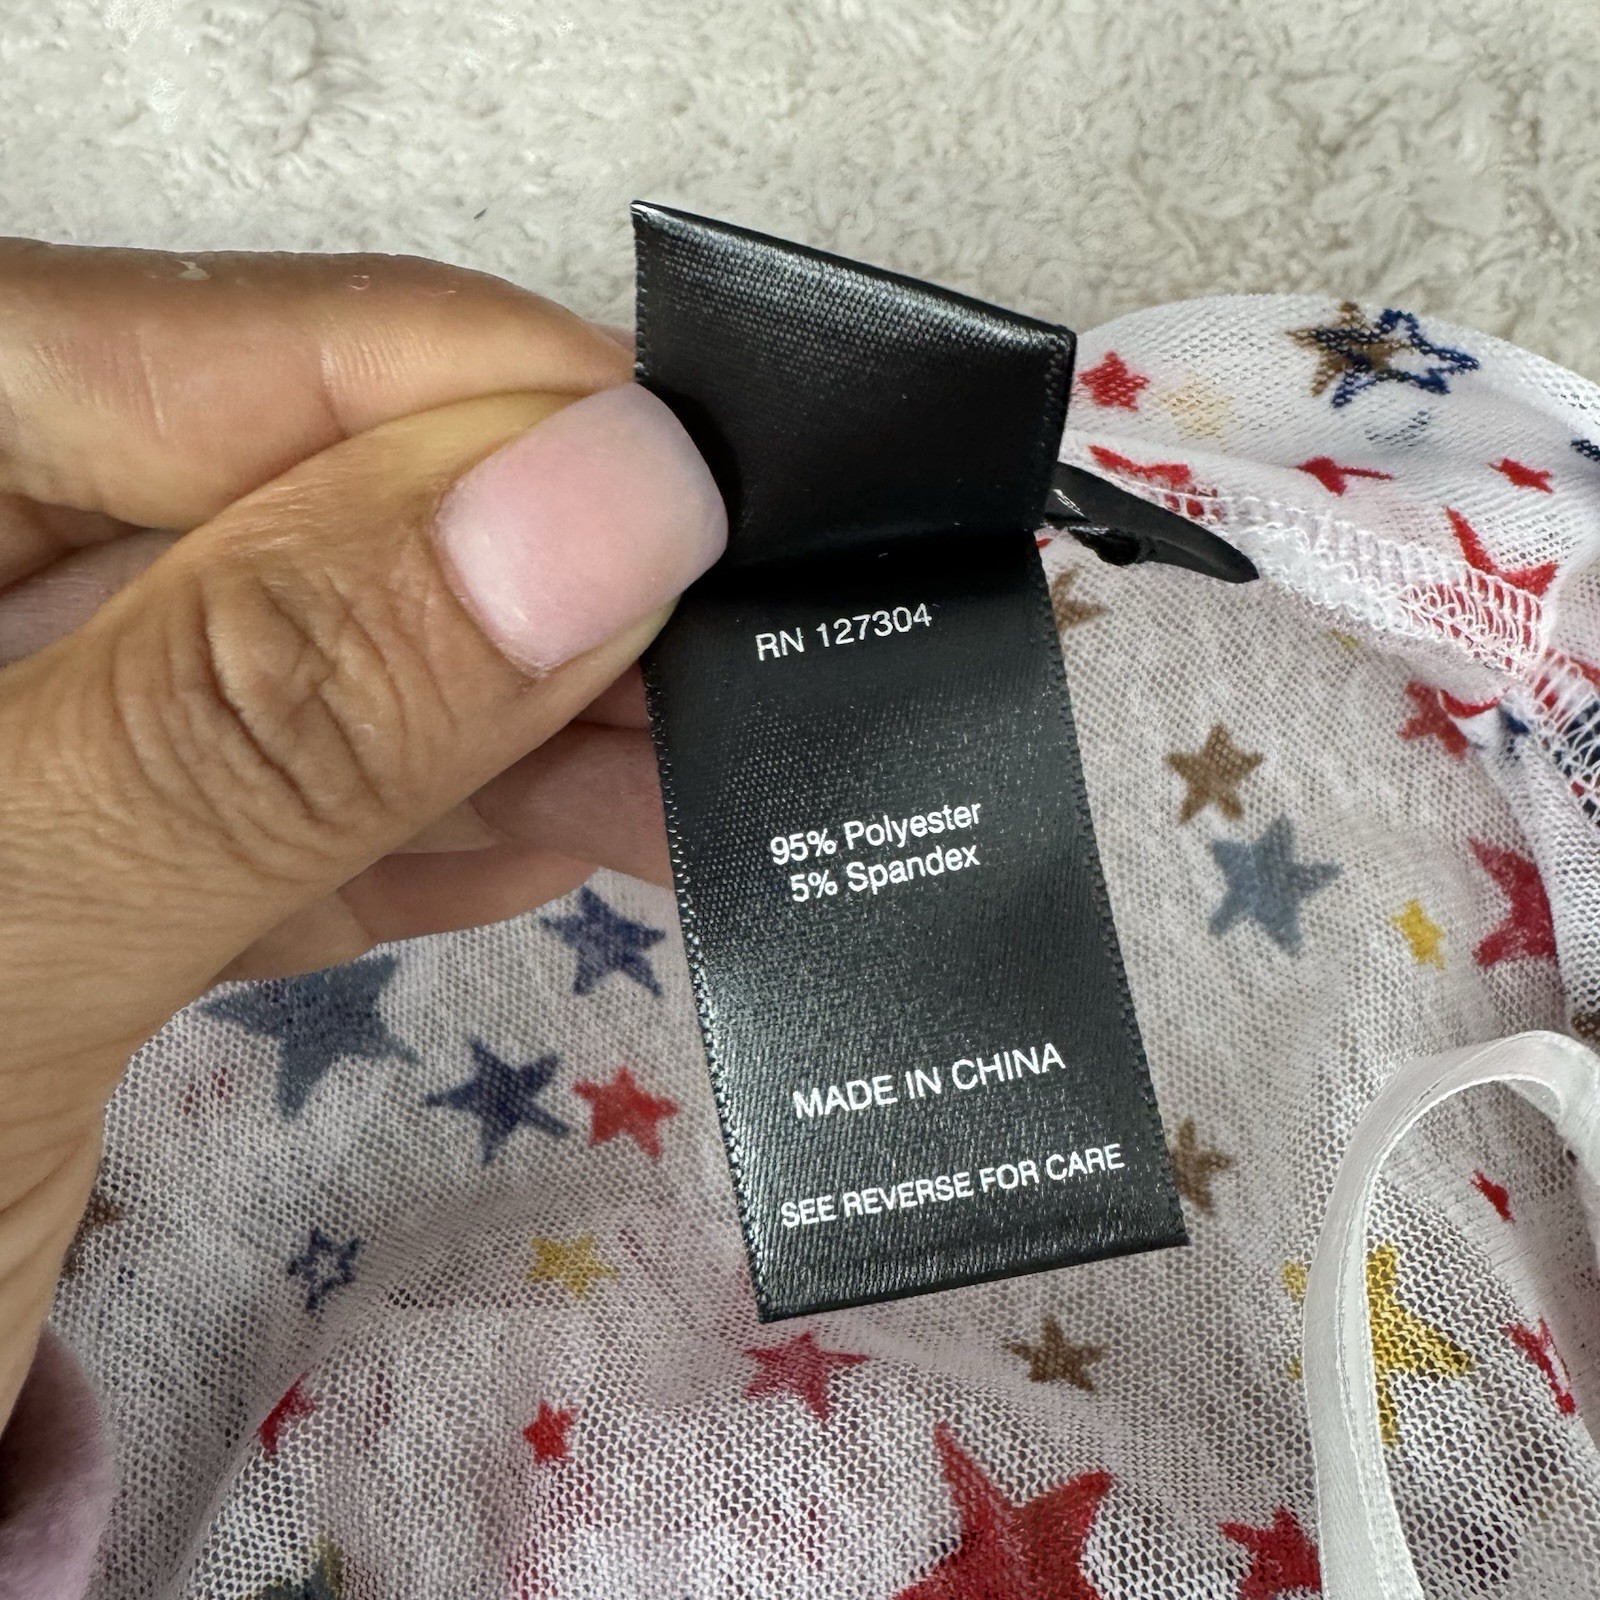 RN 127304
95% Polyester
5% Spandex
MADE IN CHINA
SEE REVERSE FOR CARE